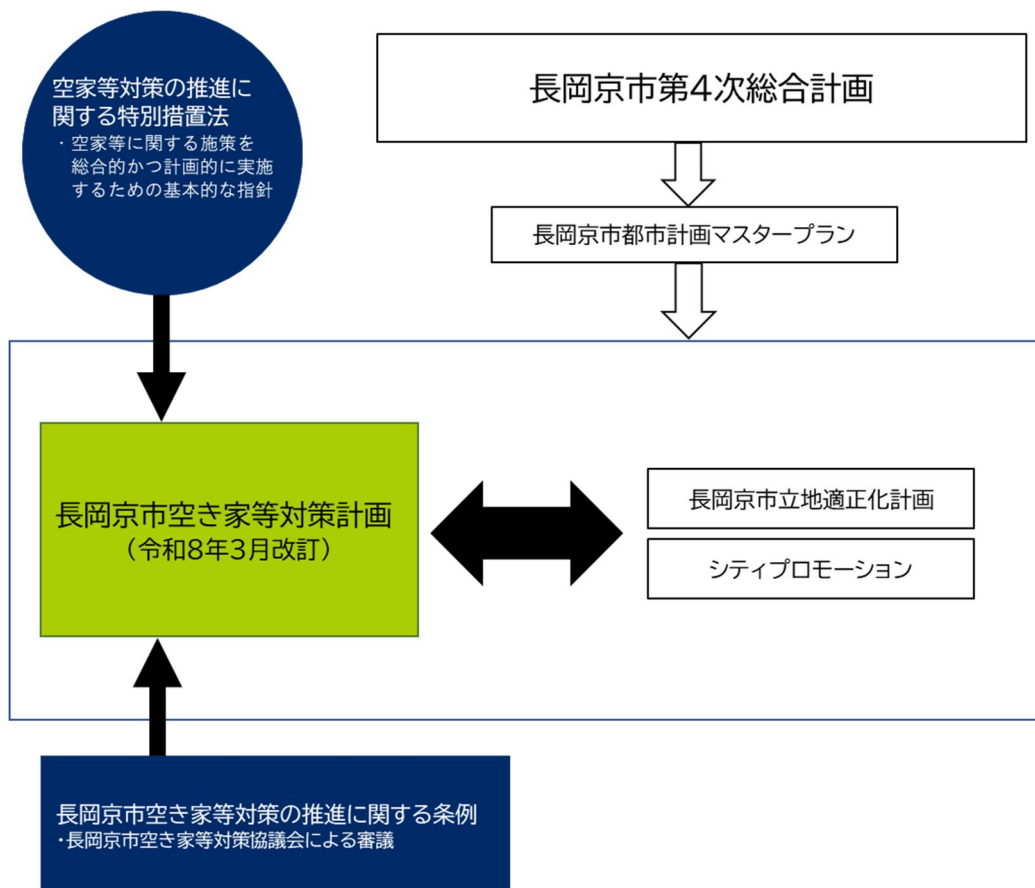 空家等対策の推進に
関する特別措置法
・空家等に関する施策を
総合的かつ計画的に実施
するための基本的な指針
長岡京市第4次総合計画
長岡京市都市計画マスタープラン
長岡京市空き家等対策計画
（令和8年3月改訂）
長岡京市立地適正化計画
シティプロモーション
長岡京市空き家等対策の推進に関する条例
・長岡京市空き家等対策協議会による審議